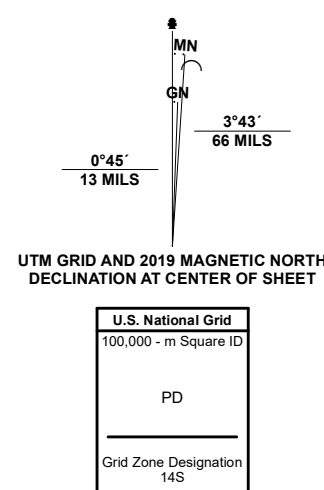 MN
GN
3°43´
66 MILS
0°45´
13 MILS
UTM GRID AND 2019 MAGNETIC NORTH
DECLINATION AT CENTER OF SHEET
U.S. National Grid
100,000 - m Square ID
PD
Grid Zone Designation
14S